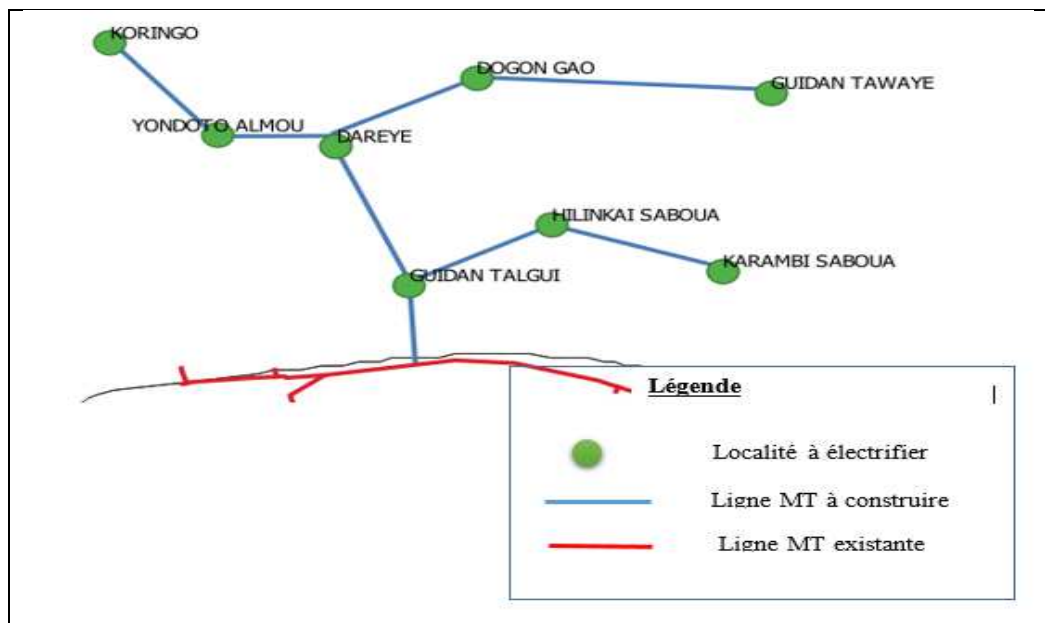 KORINGO
DOGON GAO
GUIDAN TAWAYE
YONDOTO ALMOU
DAREYE
HILINKAI SABOUA
KARAMBI SABOUA
GUIDAN TALGUI
Légende
Localité à électrifier
Ligne MT à construire
Ligne MT existante